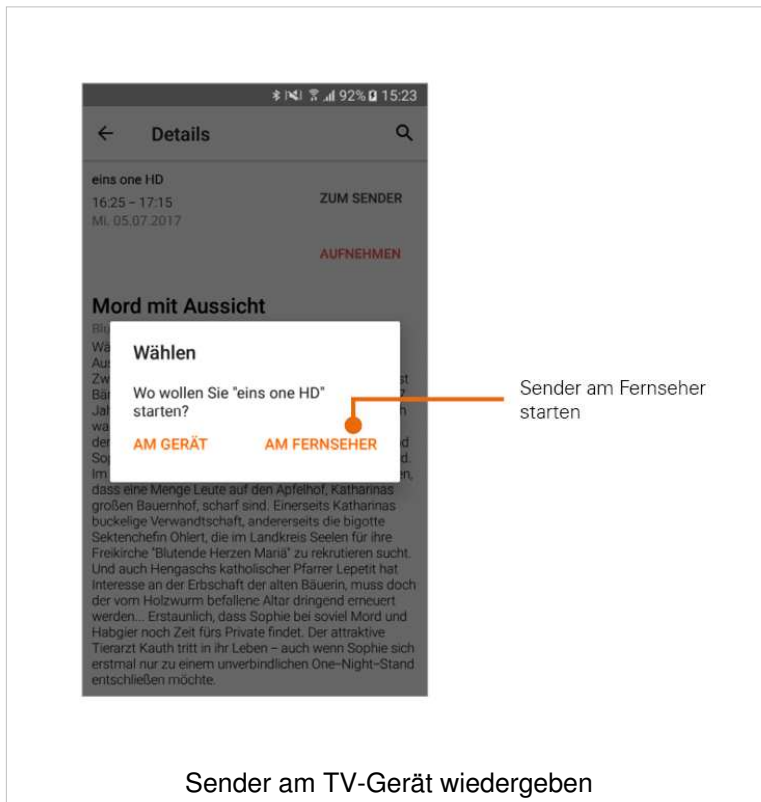 92% 15:23
Details
eins one HD
16:25 – 17:15
ZUM SENDER
Mi. 05.07.2017
AUFNEHMEN
Mord mit Aussicht
Wählen
Wo wollen Sie "eins one HD"
starten?
AM GERÄT AM FERNSEHER
Sender am Fernseher
starten
Im
dass eine Menge Leute auf den Apfelhof, Katharinas
großen Bauernhof, scharf sind. Einerseits Katharinas
buckelige Verwandtschaft, andererseits die bigotte
Sektenchefin Ohlert, die im Landkreis Seelen für ihre
Freikirche "Blutende Herzen Mariä" zu rekrutieren sucht.
Und auch Hengaschs katholischer Pfarrer Lepetit hat
Interesse an der Erbschaft der alten Bäuerin, muss doch
der vom Holzwurm befallene Altar dringend erneuert
werden... Erstaunlich, dass Sophie bei soviel Mord und
Habgier noch Zeit fürs Private findet. Der attraktive
Tierarzt Kauth tritt in ihr Leben – auch wenn Sophie sich
erstmal nur zu einem unverbindlichen One–Night–Stand
entschließen möchte.
Sender am TV-Gerät wiedergeben